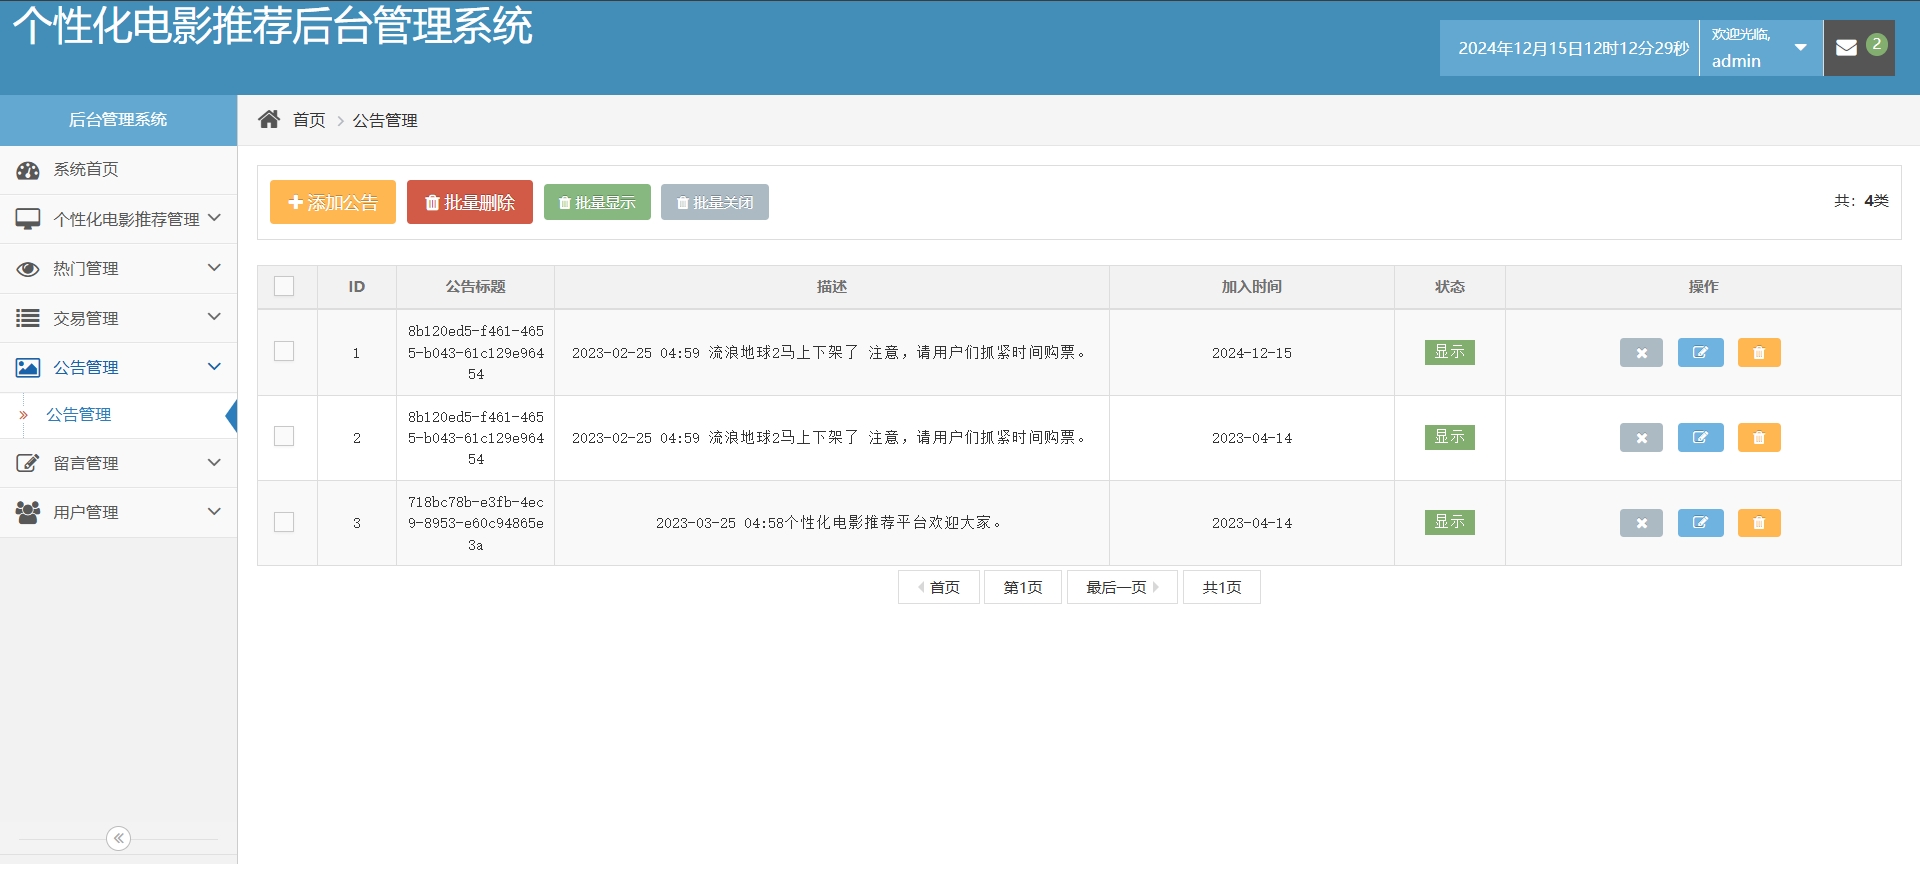 个性化电影推荐后台管理系统
2024年12月15日12时12分29秒
欢迎光临,
admin
2
后台管理系统
首页
公告管理
系统首页
个性化电影推荐管理
热门管理
交易管理
公告管理
公告管理
留言管理
用户管理
添加公告
批量删除
批量显示
批量关闭
共：4类
ID 公告标题 描述 加入时间 状态 操作
8b120ed5-f461-465
1 5-b043-61c129e964 2023-02-25 04:59 流浪地球2马上下架了 注意，请用户们抓紧时间购票。 2024-12-15 显示
54
8b120ed5-f461-465
2 5-b043-61c129e964 2023-02-25 04:59 流浪地球2马上下架了 注意，请用户们抓紧时间购票。 2023-04-14 显示
54
718bc78b-e3fb-4ec
3 9-8953-e60c94865e 2023-03-25 04:58个性化电影推荐平台欢迎大家。 2023-04-14 显示
3a
首页 第1页 最后一页 共1页